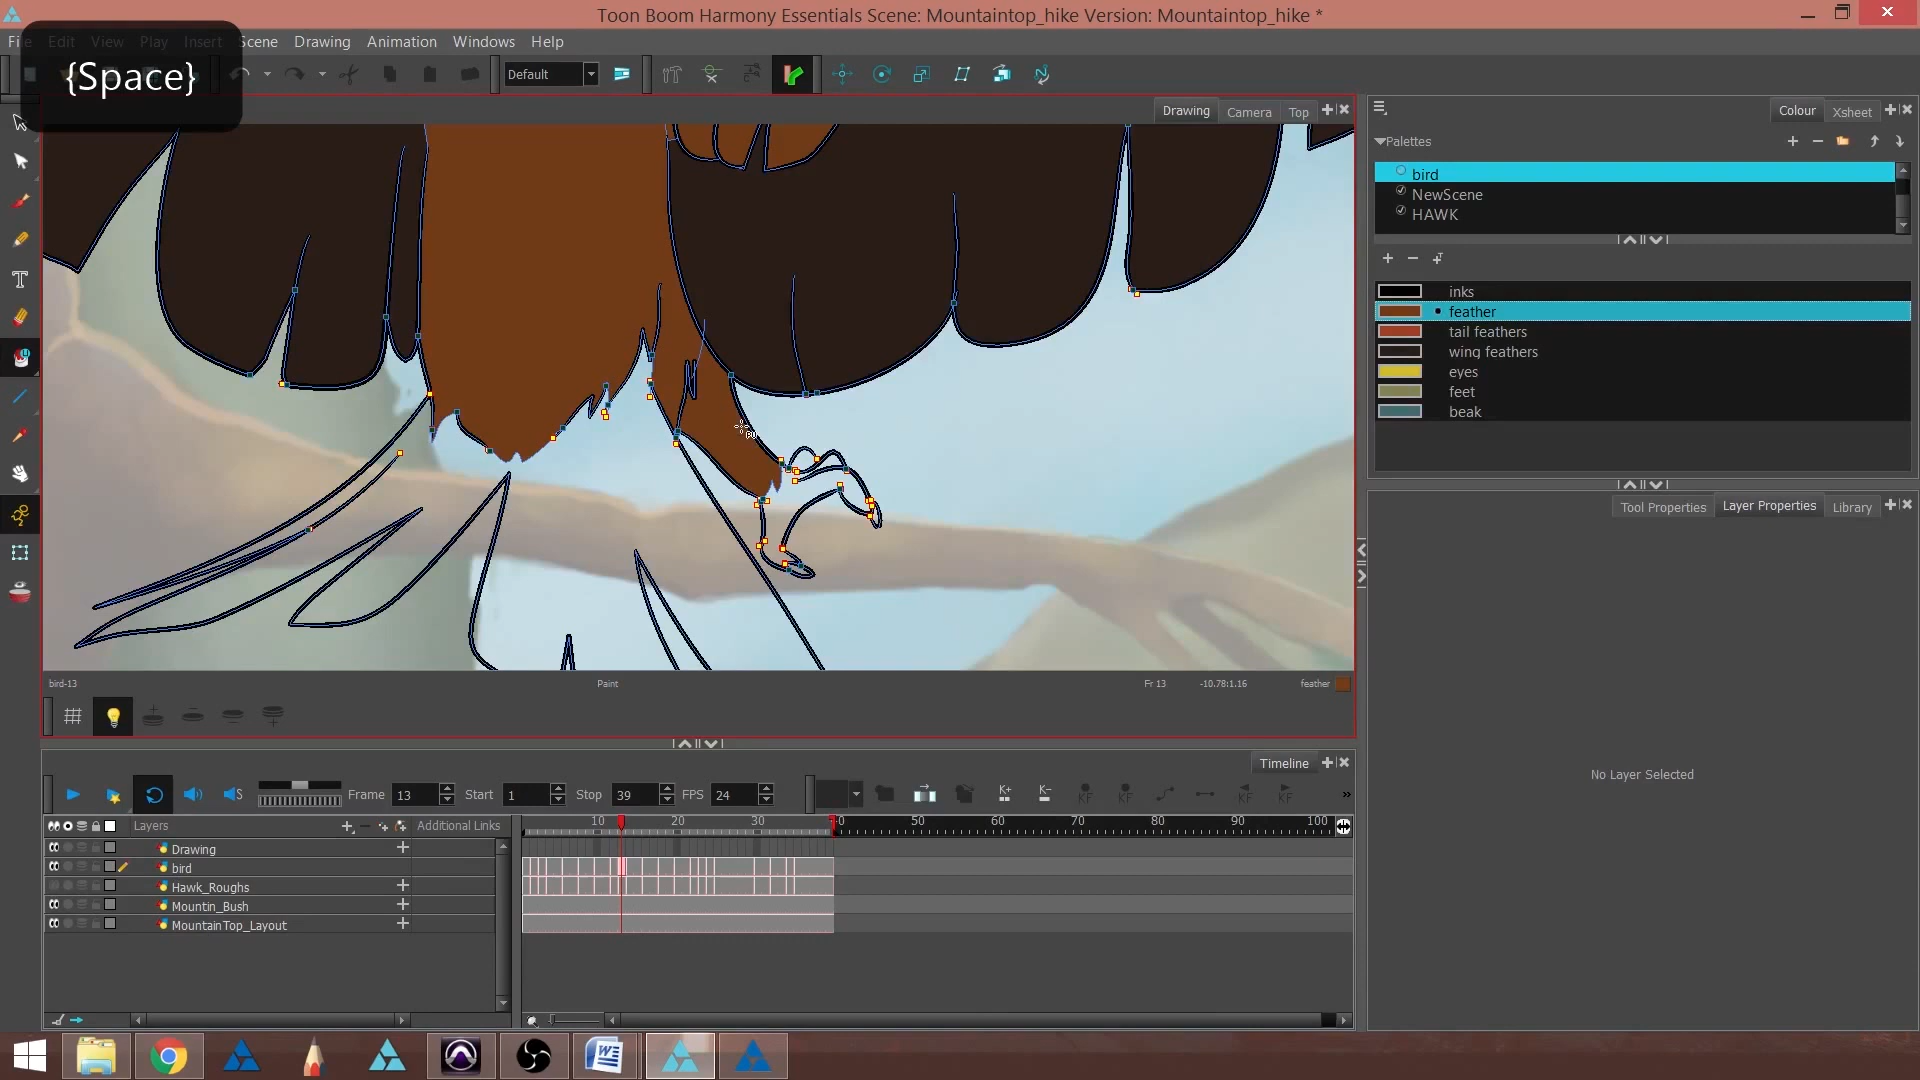 Toon Boom Harmony Essentials Scene: Mountaintop_hike Version: Mountaintop_hike *
File Edit View Play Insert Scene Drawing Animation Windows Help
{Space}
Default
Drawing Camera Top
Colour Xsheet
Palettes
bird
NewScene
HAWK
inks
feather
tail feathers
wing feathers
eyes
feet
beak
Tool Properties Layer Properties Library
No Layer Selected
bird-13 Paint Fr 13 -10.78:1.16 feather
Timeline
Frame 13 Start 1 Stop 39 FPS 24
Layers Additional Links 10 20 30 40 50 60 70 80 90 100
Drawing
bird
Hawk_Roughs
Mountin_Bush
MountainTop_Layout